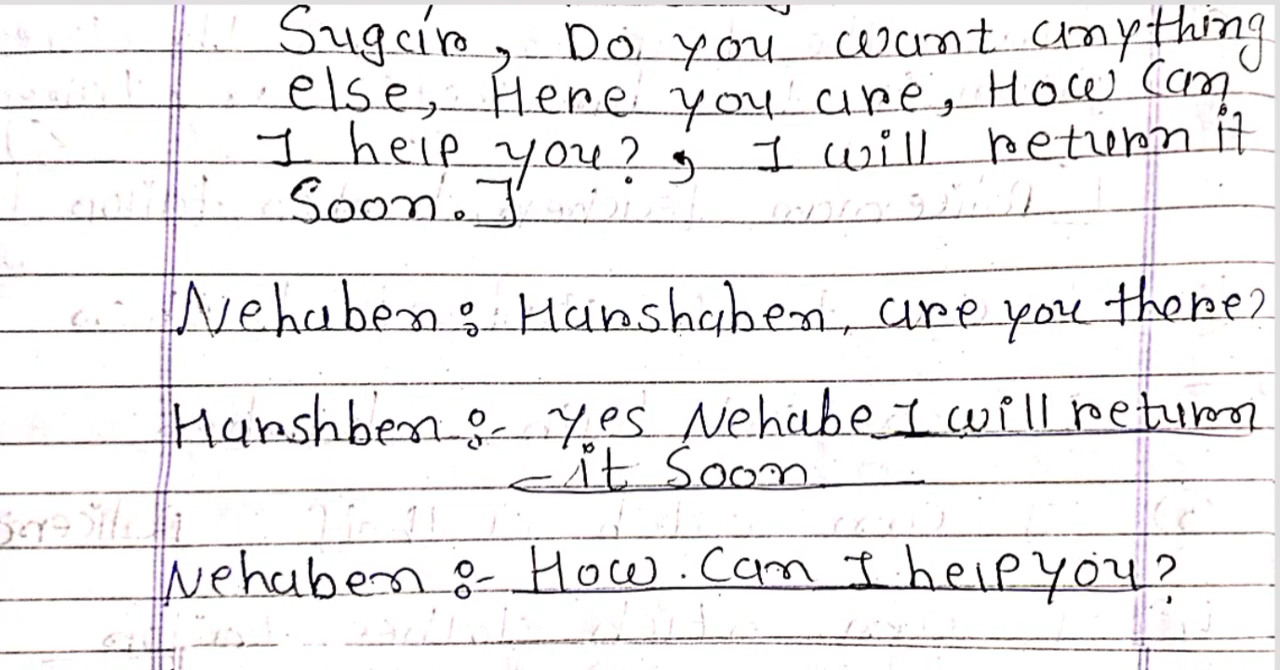 Sugain, Do you want anything
else, Here you are, How Can
I help you? , I will return it
Soon.]
Nehaben : Harshaben, are you there?
Harshben :- yes Nehabe I will return
it Soon
Nehaben :- How. Can I help you?